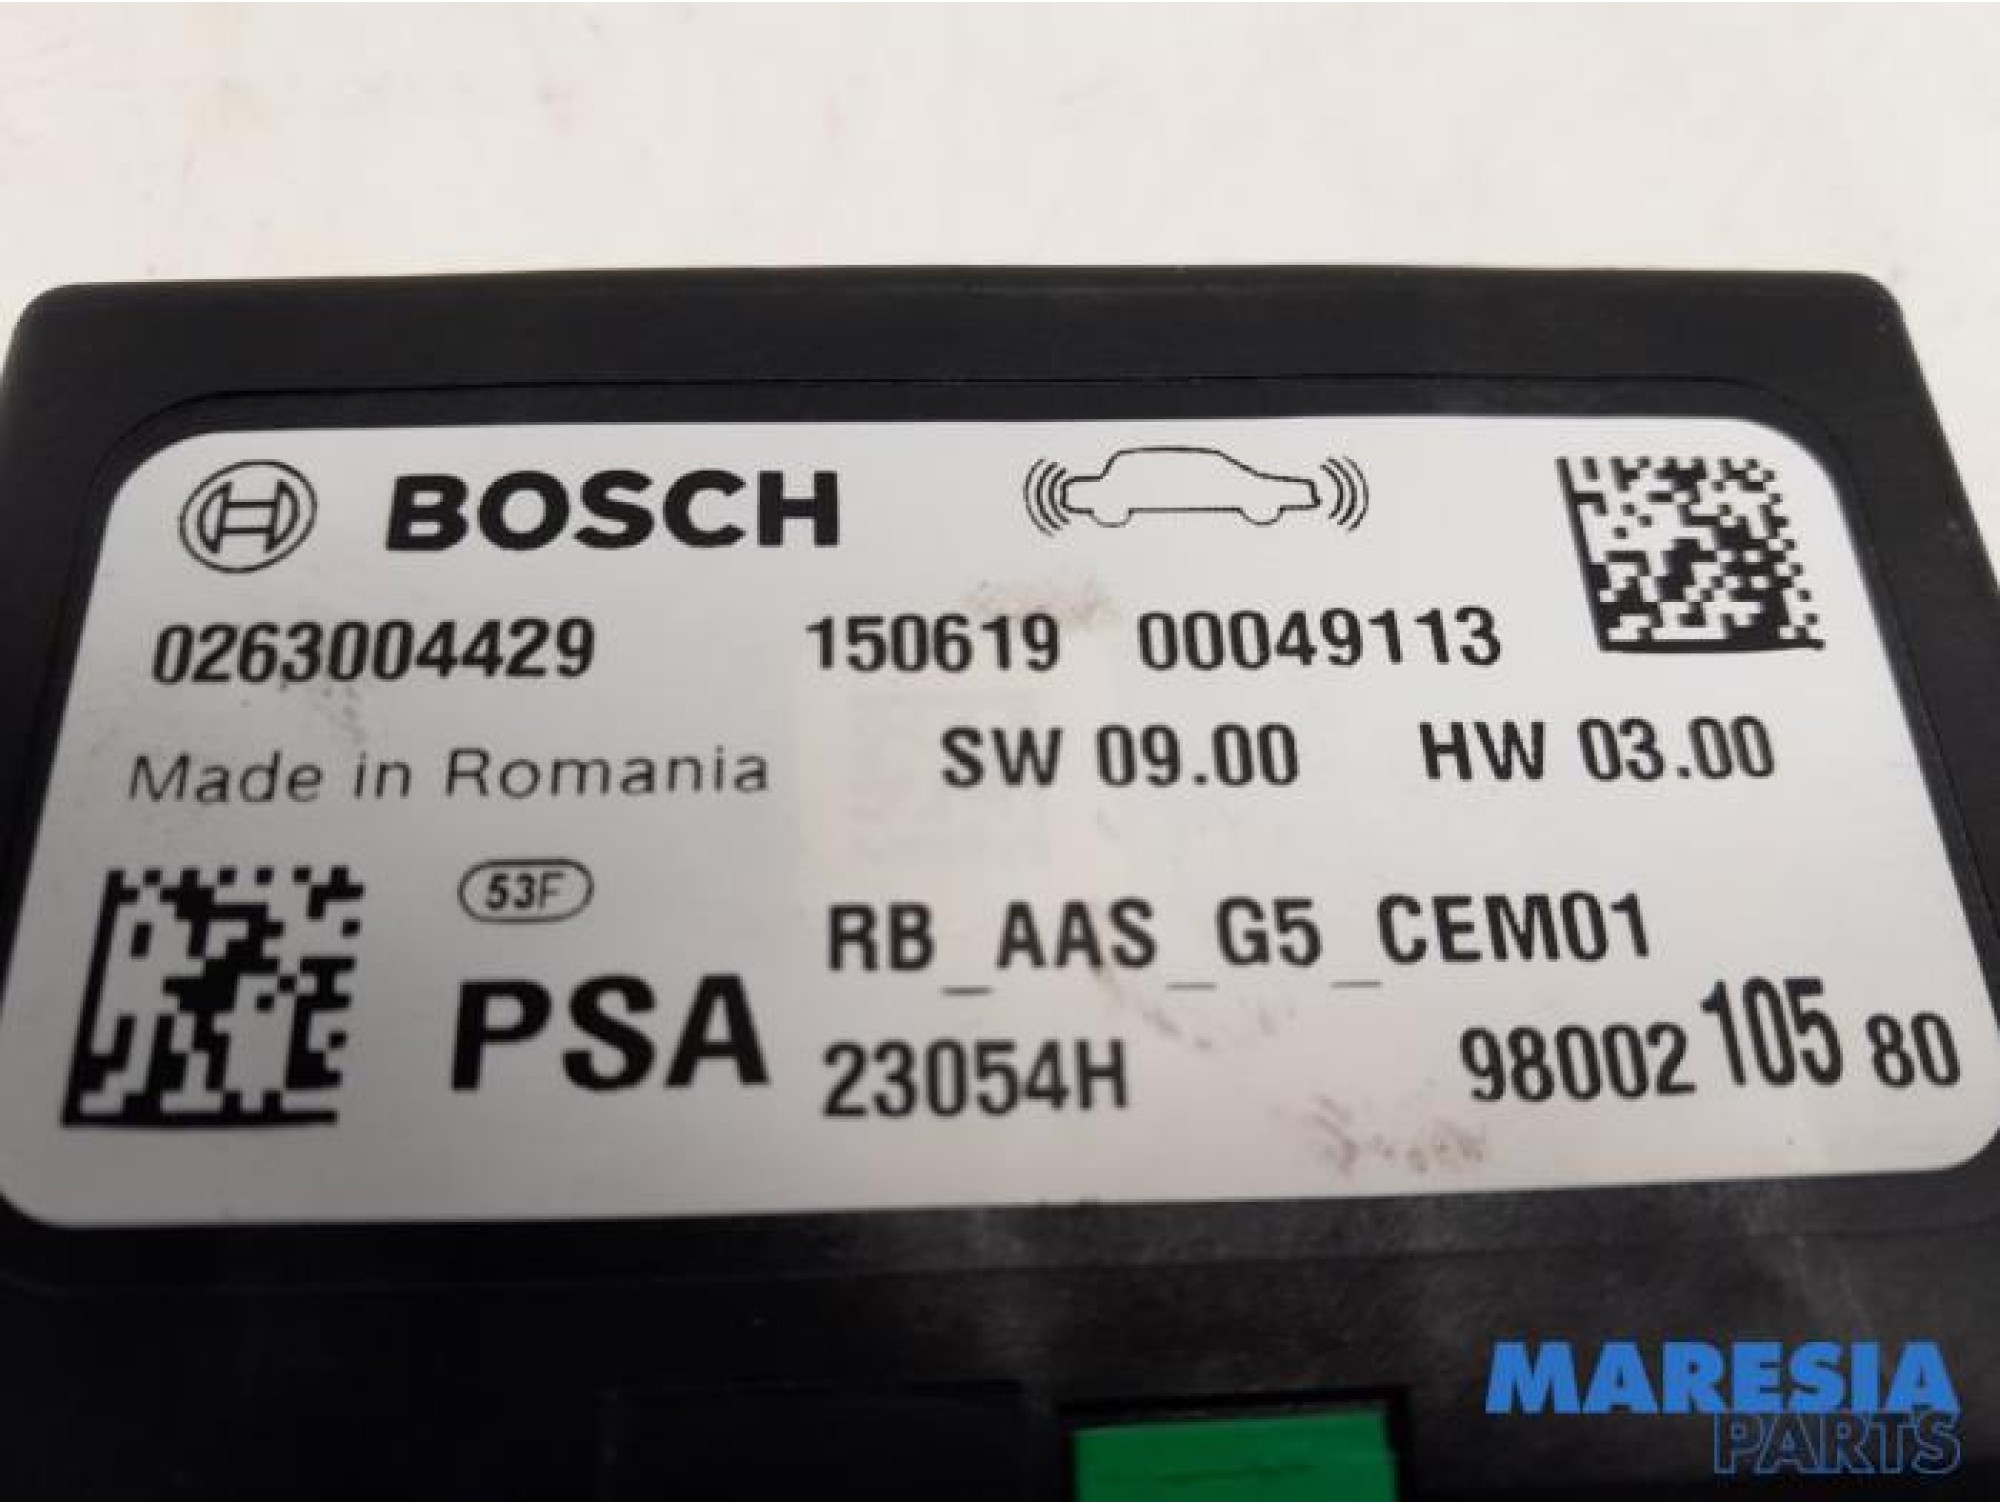 BOSCH
0263004429 150619 00049113
Made in Romania SW 09.00 HW 03.00
53F
RB_AAS_G5_CEM01
PSA 23054H 98002 105 80
MARESIA
PARTS